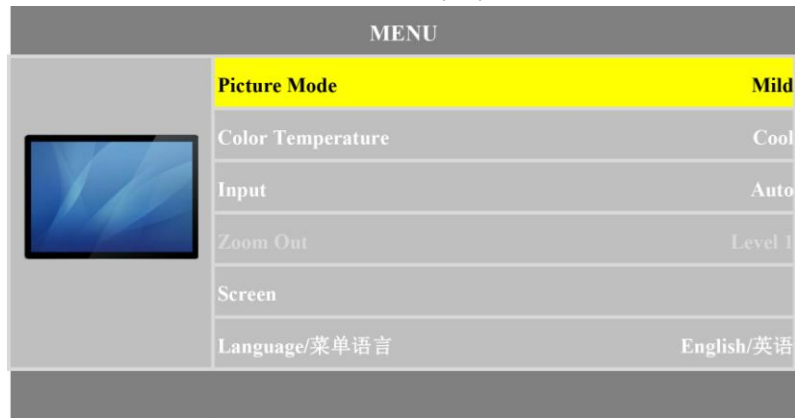 MENU
Picture Mode Mild
Color Temperature Cool
Input Auto
Zoom Out Level 1
Screen
Language/菜单语言 English/英语